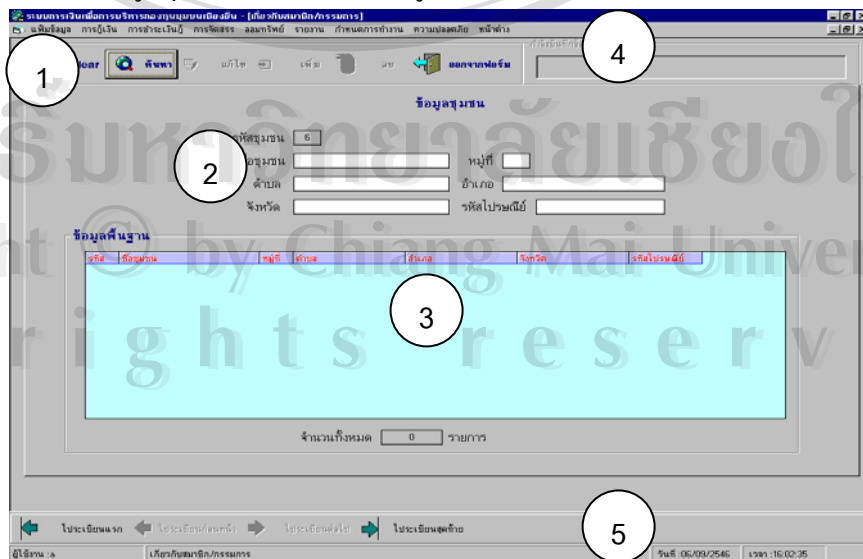 ระบบการเงินเพื่อการบริหารกองทุนชุมชนเมืองยืน - [เกี่ยวกับสมาชิก/กรรมการ]
แฟ้มข้อมูล การกู้เงิน การชำระเงินกู้ การจัดสรร ออมทรัพย์ รายงาน กำหนดการทำงาน ความปลอดภัย หน้าต่าง
1 ค้นหา แก้ไข เพิ่ม ลบ ออกจากฟอร์ม 4
ข้อมูลชุมชน
รหัสชุมชน 6
2 หมู่ที่
ตำบล อำเภอ
จังหวัด รหัสไปรษณีย์
ข้อมูลพื้นฐาน
รหัส ชื่อชุมชน หมู่ที่ ตำบล อำเภอ จังหวัด รหัสไปรษณีย์
3
จำนวนทั้งหมด 0 รายการ
ไประเบียนแรก ไประเบียนก่อนหน้า ไประเบียนต่อไป ไประเบียนสุดท้าย 5
ผู้ใช้งาน :a เกี่ยวกับสมาชิก/กรรมการ วันที่ :06/09/2546 เวลา :16:02:35
by Chiang Mai Univer
rights reserv